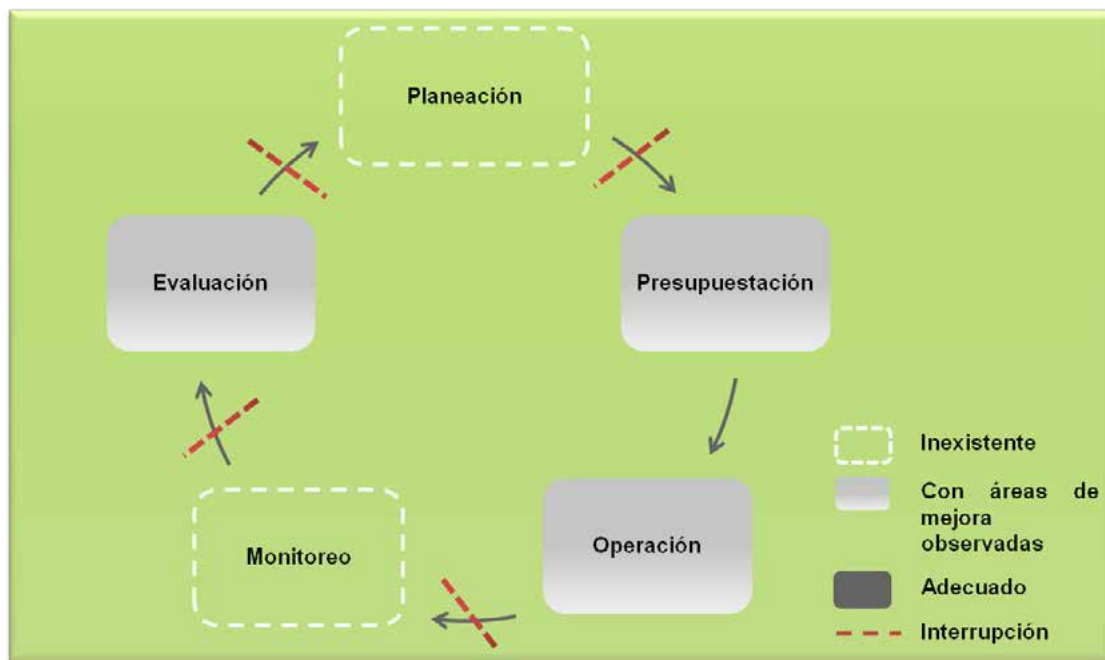 Planeación
Evaluación
Presupuestación
Monitoreo
Operación
Inexistente
Con áreas de
mejora
observadas
Adecuado
Interrupción